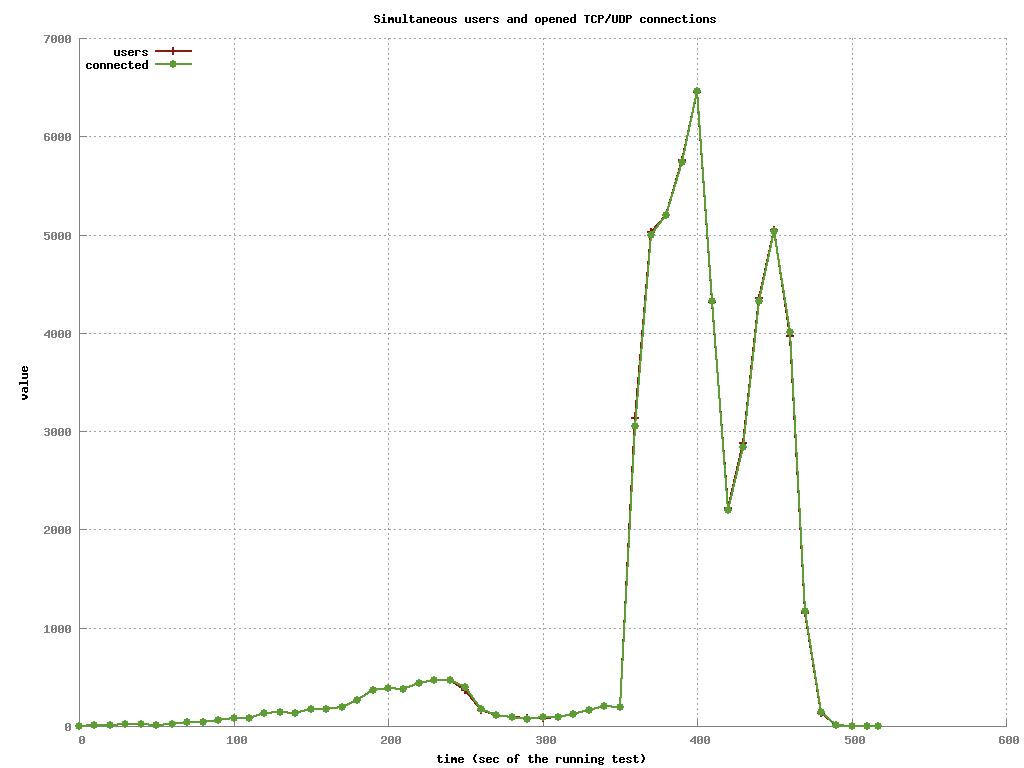 Simultaneous users and opened TCP/UDP connections
users
connected
7000
6000
5000
4000
3000
2000
1000
0
value
0 100 200 300 400 500 600
time (sec of the running test)